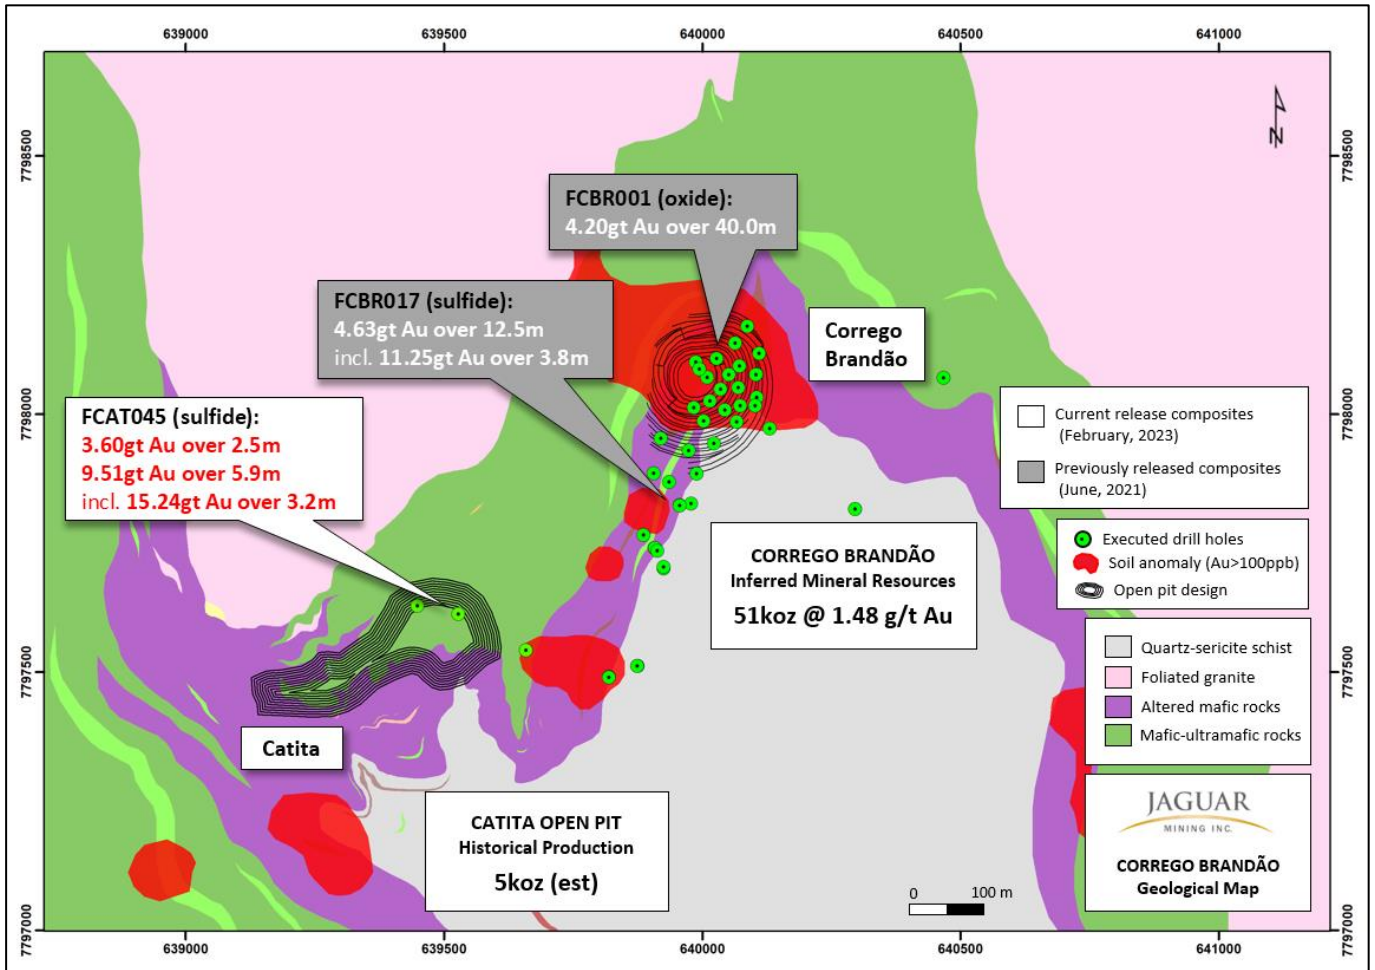 639000
639500
640000
640500
641000
7798500
7798500
Z
FCBR001 (oxide):
4.20gt Au over 40.0m
FCBR017 (sulfide):
4.63gt Au over 12.5m
incl. 11.25gt Au over 3.8m
Corrego
Brandão
FCAT045 (sulfide):
3.60gt Au over 2.5m
9.51gt Au over 5.9m
incl. 15.24gt Au over 3.2m
7798000
7798000
Current release composites
(February, 2023)
Previously released composites
(June, 2021)
Executed drill holes
Soil anomaly (Au>100ppb)
Open pit design
CORREGO BRANDÃO
Inferred Mineral Resources
51koz @ 1.48 g/t Au
7797500
7797500
Quartz-sericite schist
Foliated granite
Altered mafic rocks
Mafic-ultramafic rocks
Catita
CATITA OPEN PIT
Historical Production
5koz (est)
JAGUAR
MINING INC.
CORREGO BRANDÃO
Geological Map
0
100 m
7797000
7797000
639000
639500
640000
640500
641000